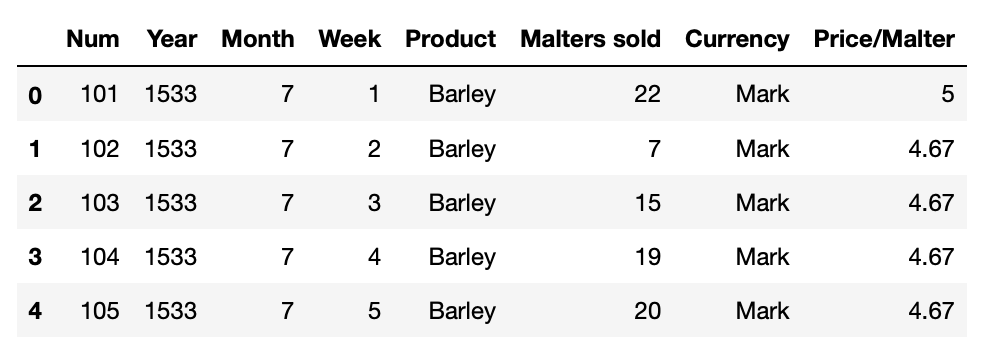 Num Year Month Week Product Malters sold Currency Price/Malter
0 101 1533 7 1 Barley 22 Mark 5
1 102 1533 7 2 Barley 7 Mark 4.67
2 103 1533 7 3 Barley 15 Mark 4.67
3 104 1533 7 4 Barley 19 Mark 4.67
4 105 1533 7 5 Barley 20 Mark 4.67